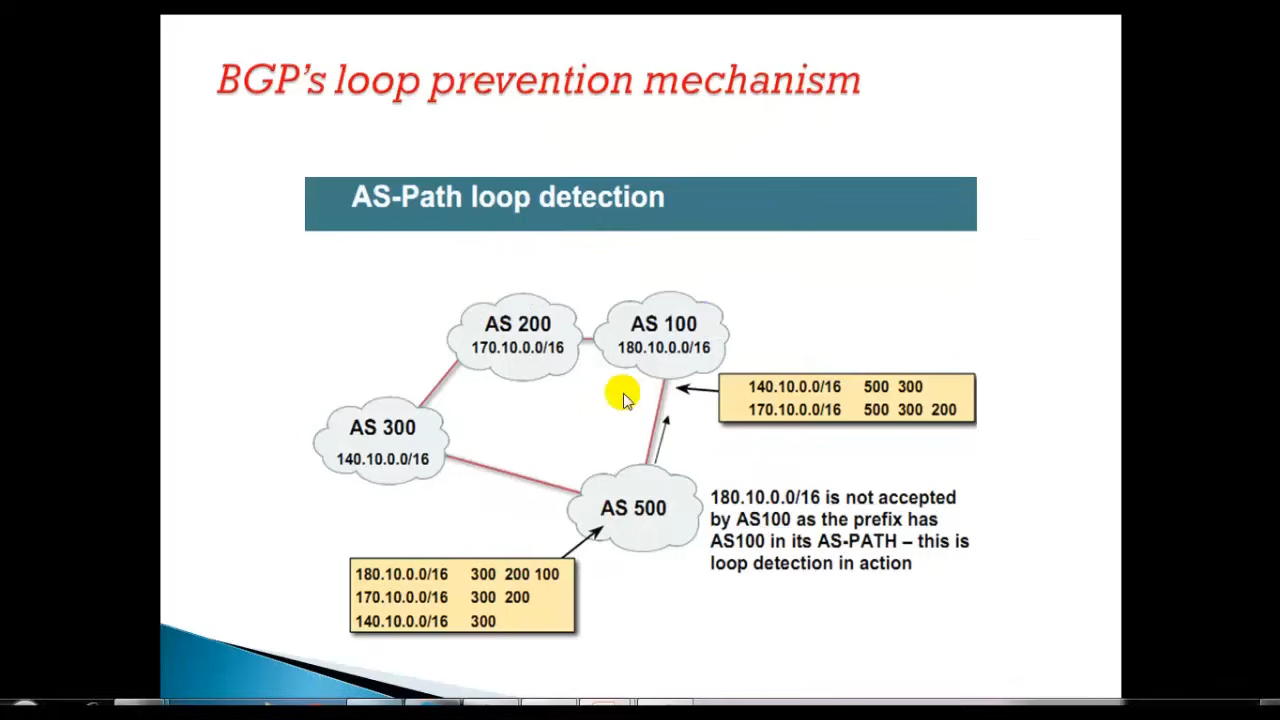 BGP's loop prevention mechanism
AS-Path loop detection
AS 200
170.10.0.0/16
AS 100
180.10.0.0/16
140.10.0.0/16 500 300
170.10.0.0/16 500 300 200
AS 300
140.10.0.0/16
AS 500
180.10.0.0/16 is not accepted
by AS100 as the prefix has
AS100 in its AS-PATH – this is
loop detection in action
180.10.0.0/16 300 200 100
170.10.0.0/16 300 200
140.10.0.0/16 300